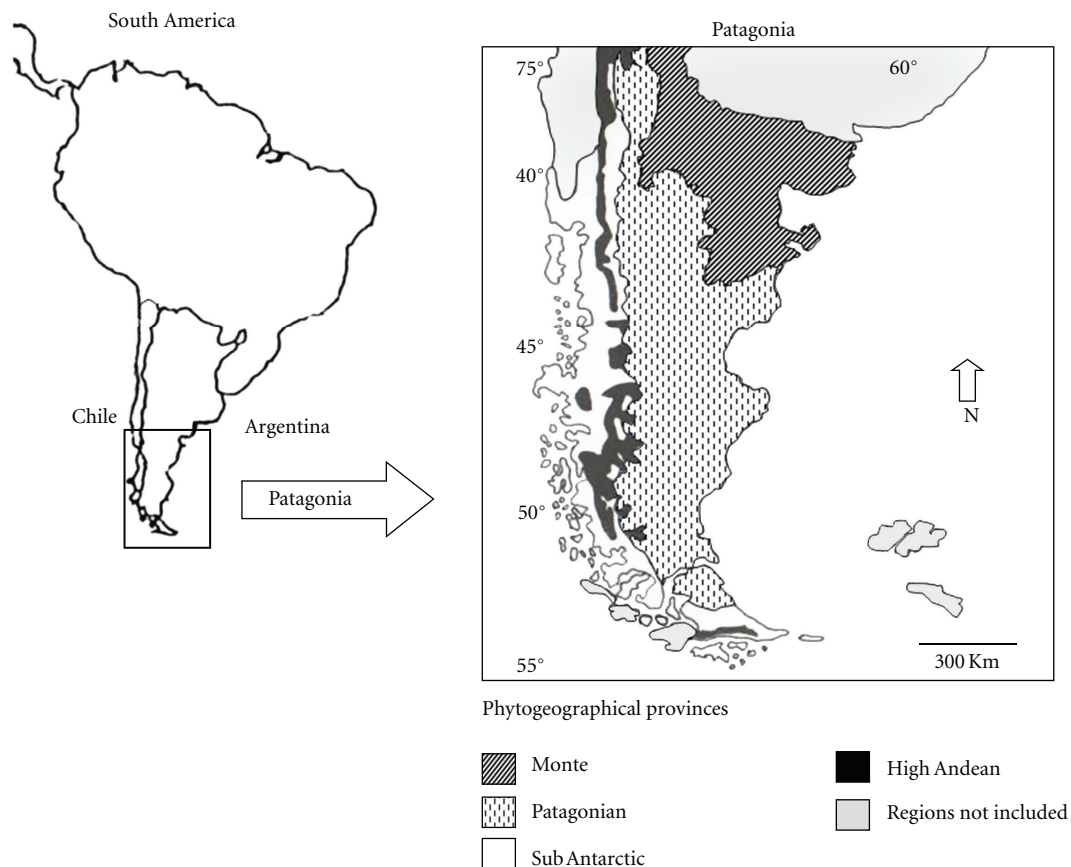 South America
Chile
Argentina
Patagonia
Patagonia
75°
60°
40°
45°
50°
55°
N
300 Km
Phytogeographical provinces
Monte
Patagonian
Sub Antarctic
High Andean
Regions not included